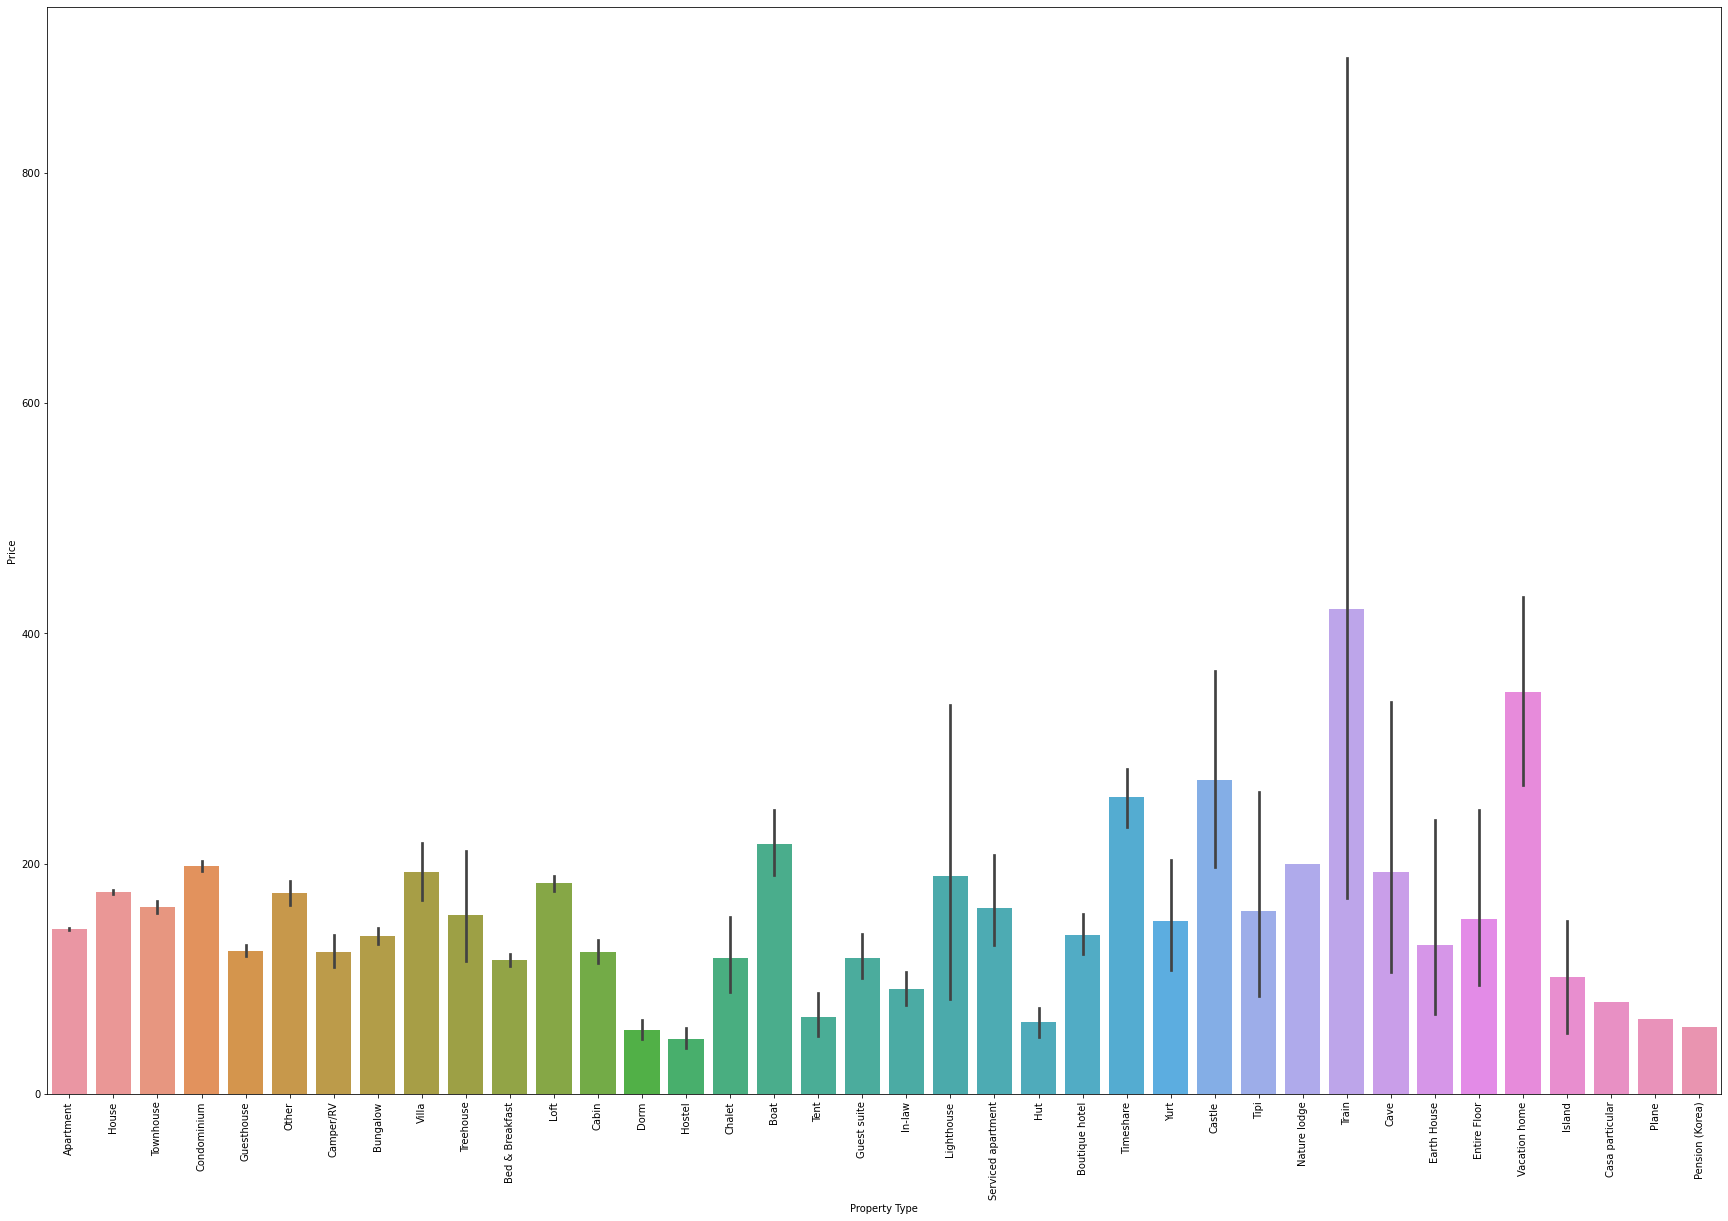 800
600
400
200
0
Price
Apartment
House
Townhouse
Condominium
Guesthouse
Other
Camper/RV
Bungalow
Villa
Treehouse
Bed & Breakfast
Loft
Cabin
Dorm
Hostel
Chalet
Boat
Tent
Guest suite
In-law
Lighthouse
Serviced apartment
Hut
Boutique hotel
Timeshare
Yurt
Castle
Tipi
Nature lodge
Train
Cave
Earth House
Entire Floor
Vacation home
Island
Casa particular
Plane
Pension (Korea)
Property Type